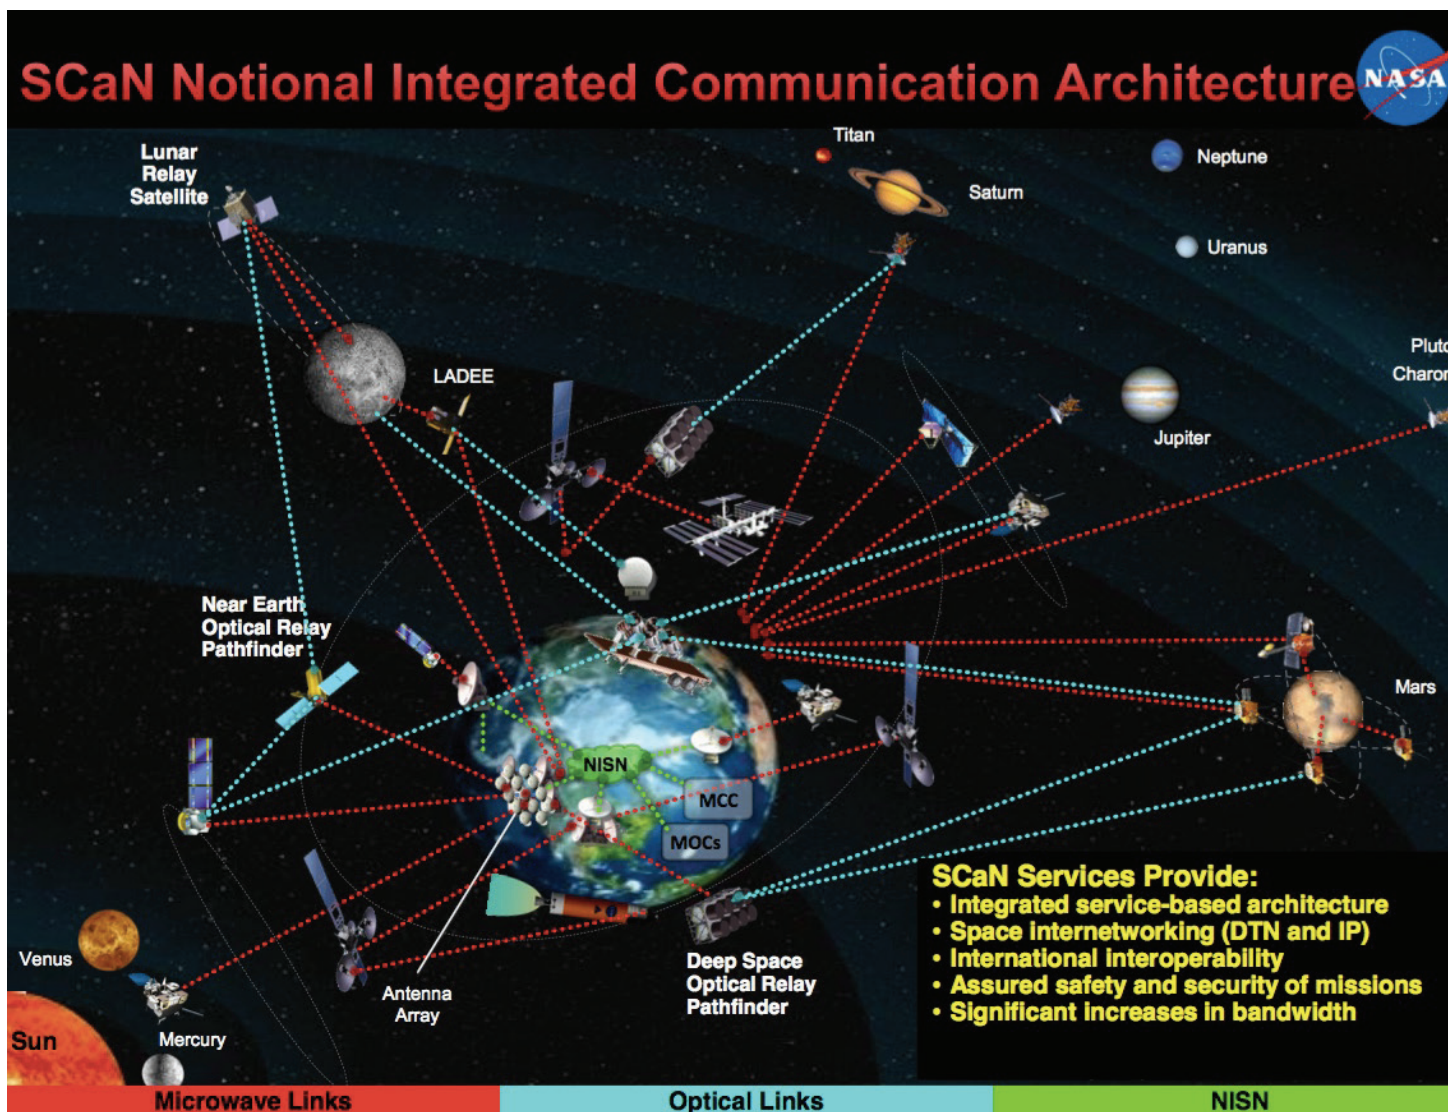 SCaN Notional Integrated Communication Architecture
NASA
Titan
Neptune
Saturn
Uranus
Lunar
Relay
Satellite
LADEE
Pluto
Charon
Jupiter
Near Earth
Optical Relay
Pathfinder
Mars
NISN
MCC
MOCs
SCaN Services Provide:
• Integrated service-based architecture
• Space internetworking (DTN and IP)
• International interoperability
• Assured safety and security of missions
• Significant increases in bandwidth
Venus
Deep Space
Optical Relay
Pathfinder
Antenna
Array
Sun
Mercury
Microwave Links
Optical Links
NISN